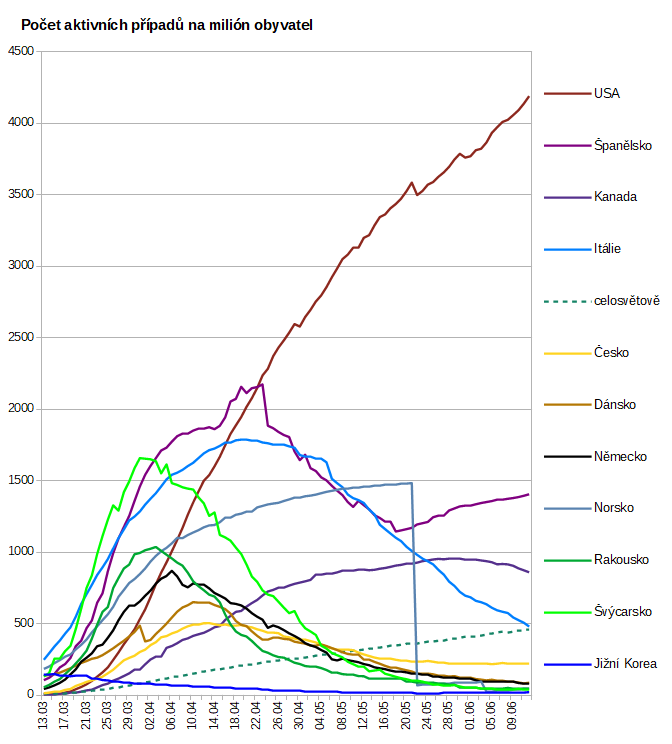 Počet aktivních případů na milión obyvatel
4500
4000
3500
3000
2500
2000
1500
1000
500
0
13.03
17.03
21.03
25.03
29.03
02.04
06.04
10.04
14.04
18.04
22.04
26.04
30.04
04.05
08.05
12.05
16.05
20.05
24.05
28.05
01.06
05.06
09.06
USA
Španělsko
Kanada
Itálie
celosvětově
Česko
Dánsko
Německo
Norsko
Rakousko
Švýcarsko
Jižní Korea